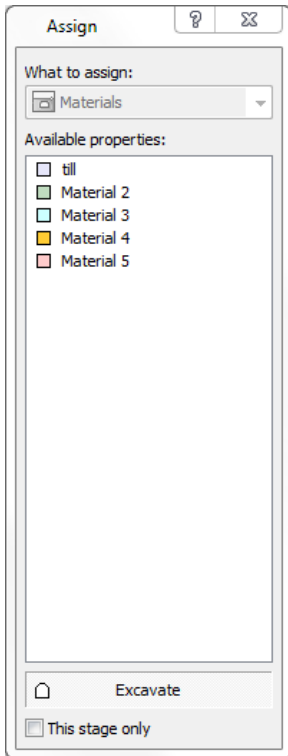 Assign
What to assign:
Materials
Available properties:
till
Material 2
Material 3
Material 4
Material 5
Excavate
This stage only